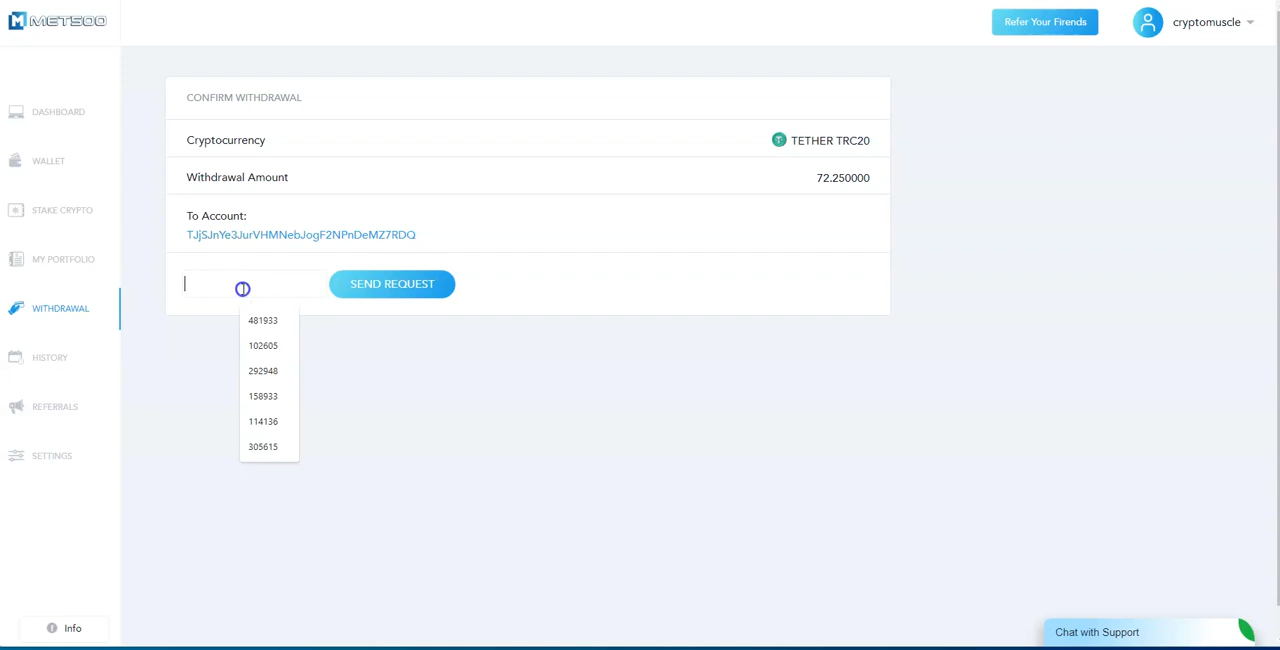 METS00
Refer Your Firends
cryptomuscle
DASHBOARD
WALLET
STAKE CRYPTO
MY PORTFOLIO
WITHDRAWAL
HISTORY
REFERRALS
SETTINGS
Info
CONFIRM WITHDRAWAL
Cryptocurrency
TETHER TRC20
Withdrawal Amount
72.250000
To Account:
TJjSJnYe3JurVHMNebJogF2NPnDeMZ7RDQ
SEND REQUEST
481933
102605
292948
158933
114136
305615
Chat with Support